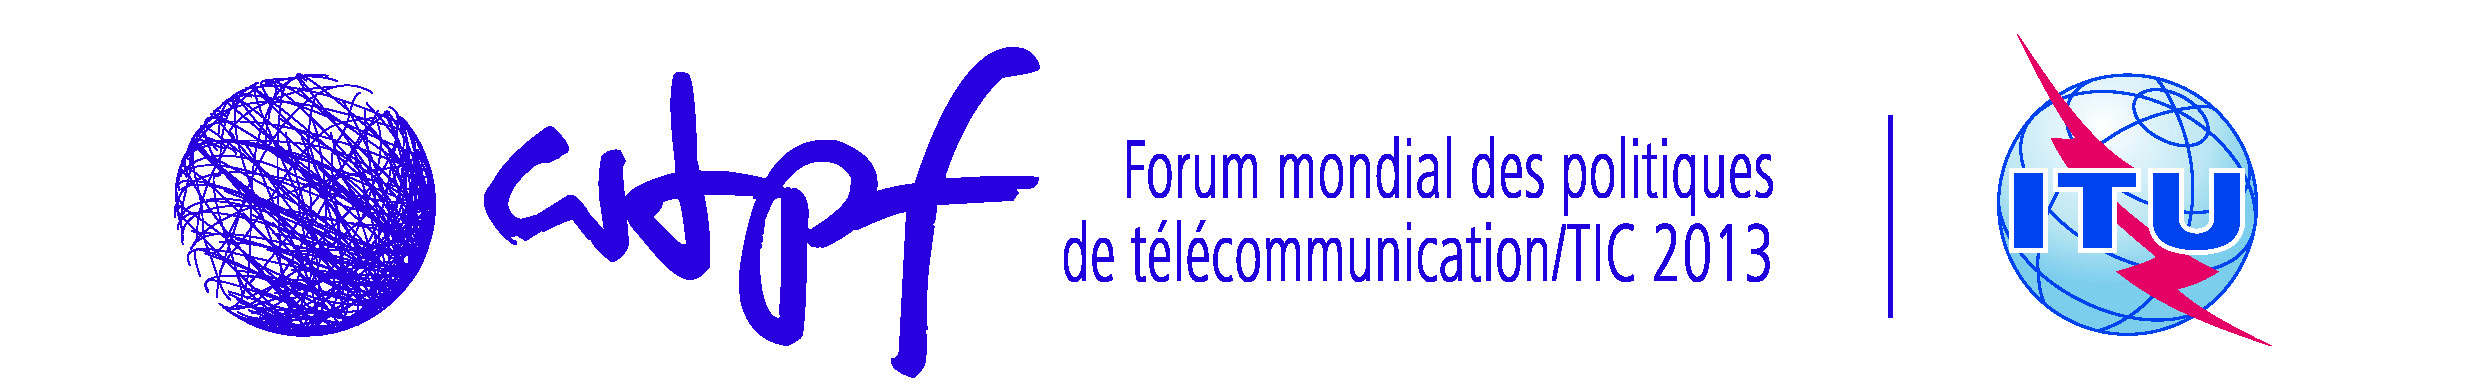 wtpf
Forum mondial des politiques
de télécommunication/TIC 2013
ITU